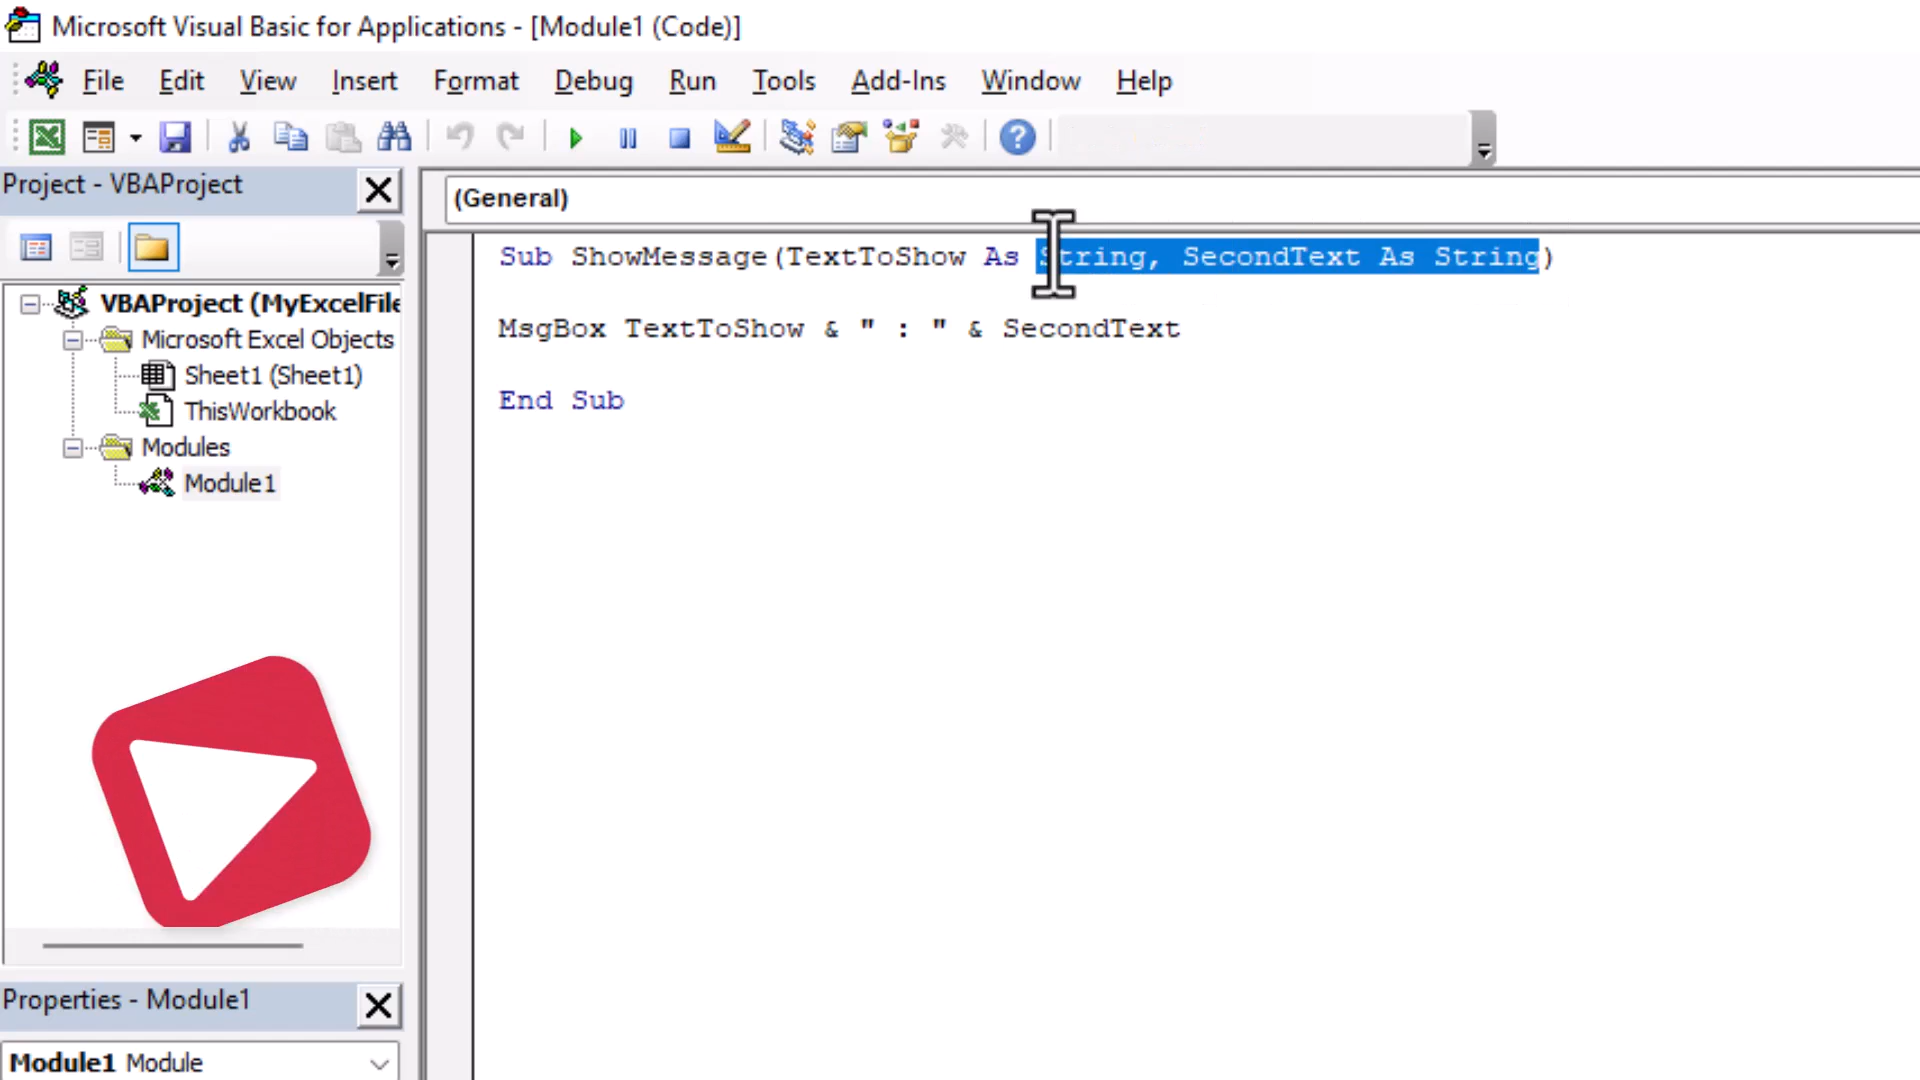 Microsoft Visual Basic for Applications - [Module1 (Code)]
File Edit View Insert Format Debug Run Tools Add-Ins Window Help
Project - VBAProject
(General)
Sub ShowMessage(TextToShow As String, SecondText As String)
MsgBox TextToShow & " : " & SecondText
End Sub
VBAProject (MyExcelFile
Microsoft Excel Objects
Sheet1 (Sheet1)
ThisWorkbook
Modules
Module1
Properties - Module1
Module1 Module